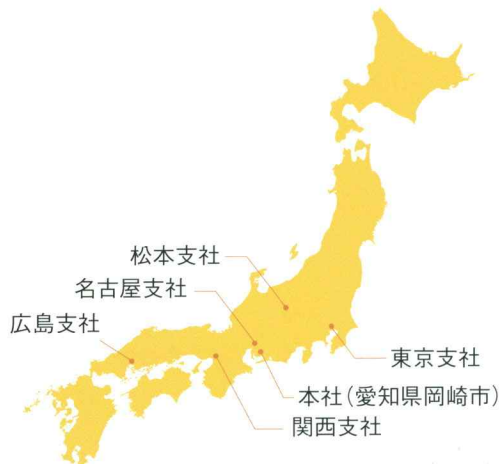 松本支社
名古屋支社
広島支社
東京支社
本社（愛知県岡崎市）
関西支社